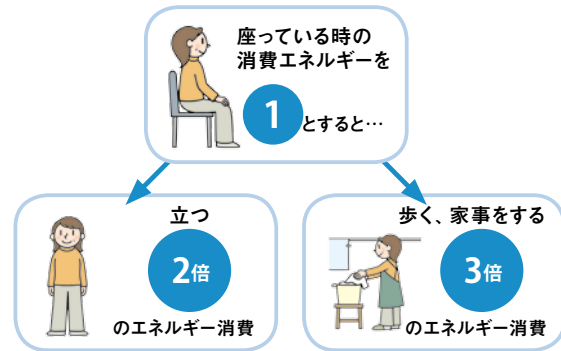 座っている時の
消費エネルギーを
1とすると…
立つ
2倍
のエネルギー消費
歩く、家事をする
3倍
のエネルギー消費